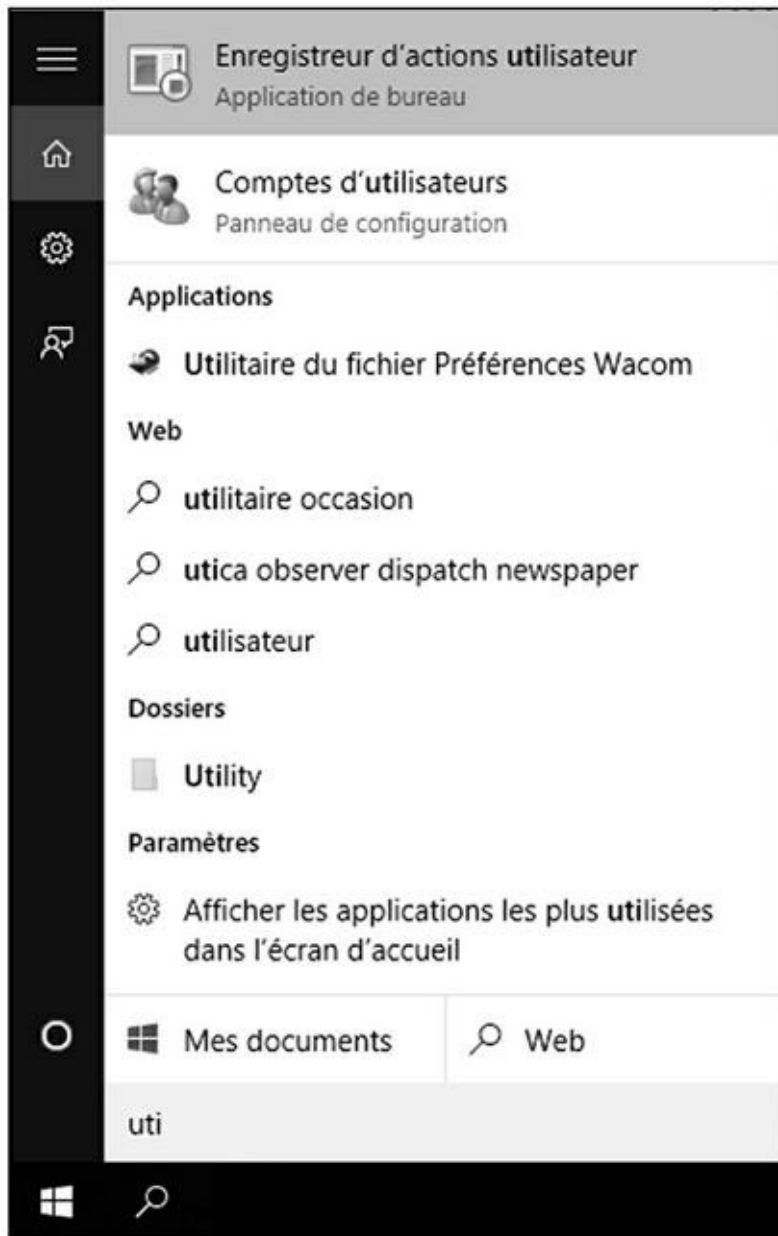 Enregistreur d'actions utilisateur
Application de bureau
Comptes d'utilisateurs
Panneau de configuration
Applications
Utilitaire du fichier Préférences Wacom
Web
utilitaire occasion
utica observer dispatch newspaper
utilisateur
Dossiers
Utility
Paramètres
Afficher les applications les plus utilisées
dans l'écran d'accueil
Mes documents
Web
uti